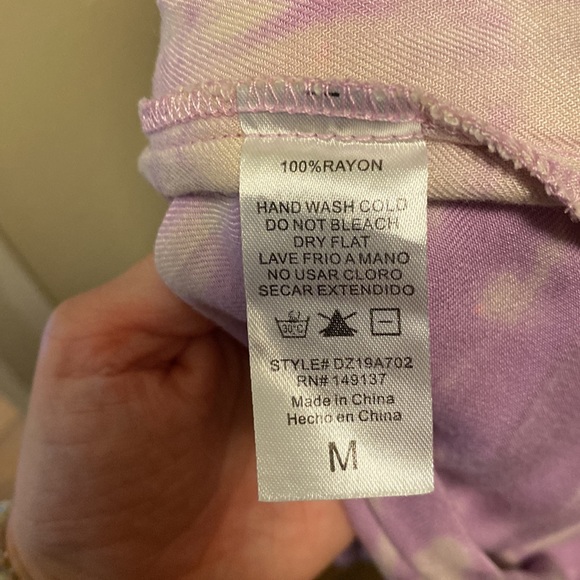 100%RAYON
HAND WASH COLD
DO NOT BLEACH
DRY FLAT
LAVE FRIO A MANO
NO USAR CLORO
SECAR EXTENDIDO
30°C
STYLE# DZ19A702
RN# 149137
Made in China
Hecho en China
M